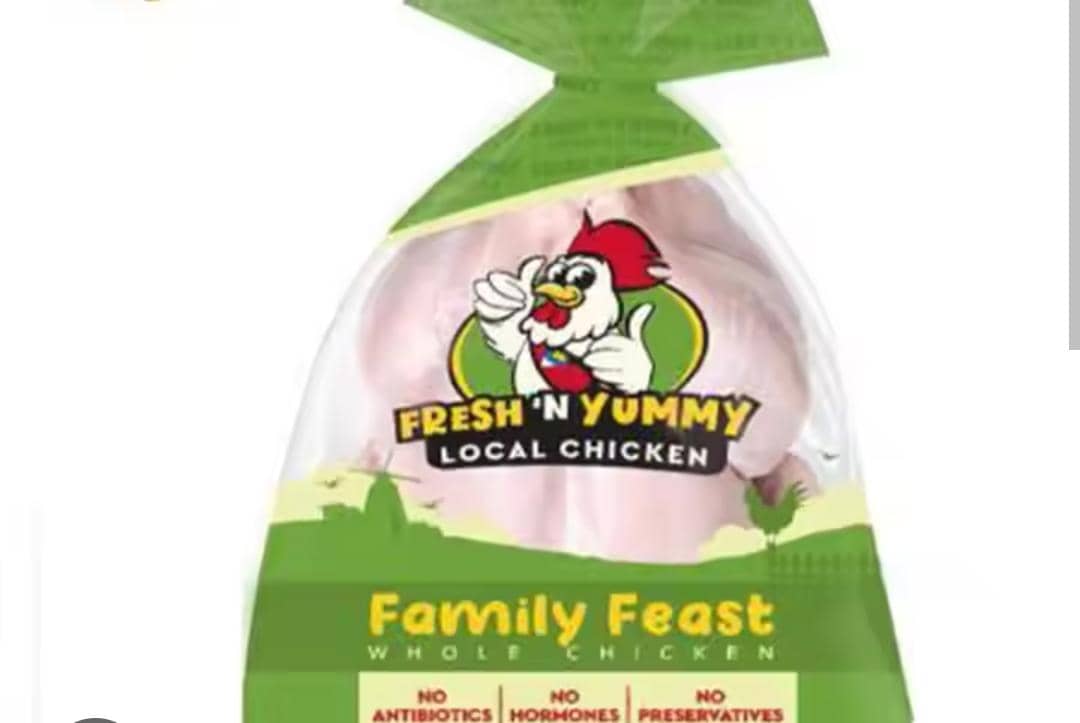 FRESH 'N YUMMY
LOCAL CHICKEN
Family Feast
WHOLE CHICKEN
NO ANTIBIOTICS
NO HORMONES
NO PRESERVATIVES